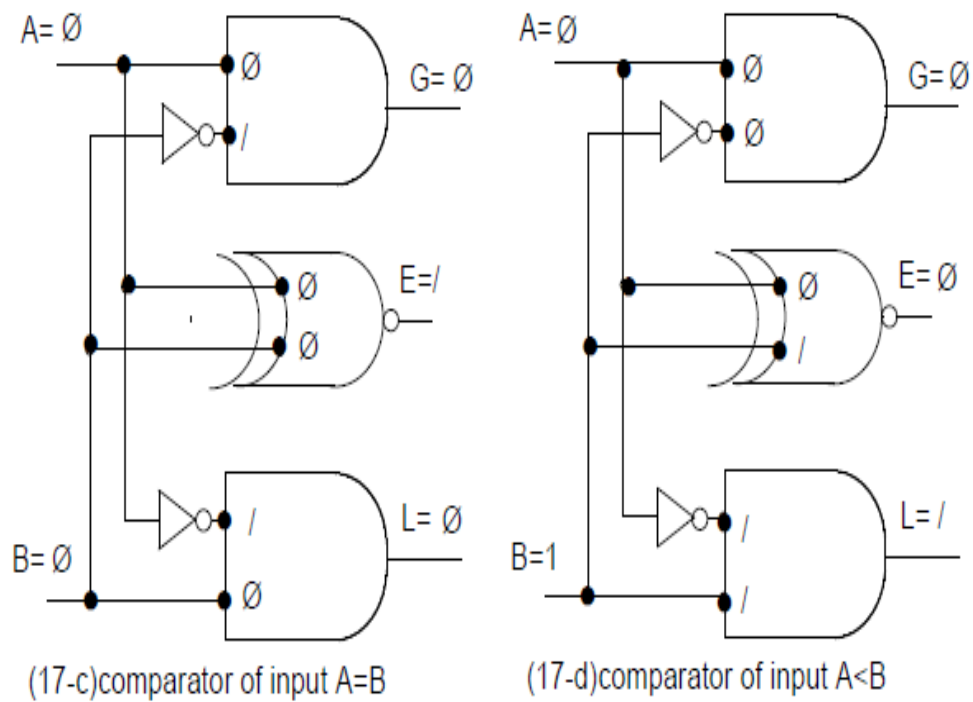 A= Ø
Ø
G= Ø
/
Ø
E=/
Ø
/
L= Ø
B= Ø
Ø
(17-c)comparator of input A=B
A=Ø
Ø
G= Ø
Ø
Ø
E= Ø
/
/
L= /
B=1
/
(17-d)comparator of input A<B